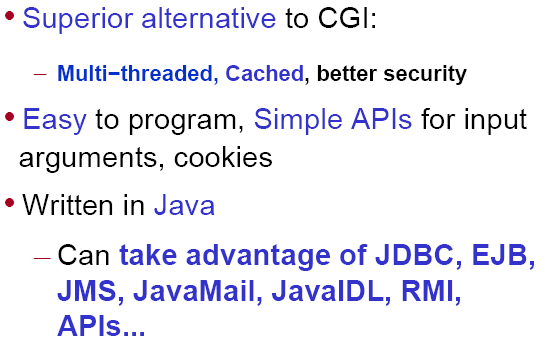 • Superior alternative to CGI:
– Multi-threaded, Cached, better security
• Easy to program, Simple APIs for input
arguments, cookies
• Written in Java
– Can take advantage of JDBC, EJB,
JMS, JavaMail, JavaIDL, RMI,
APIs...